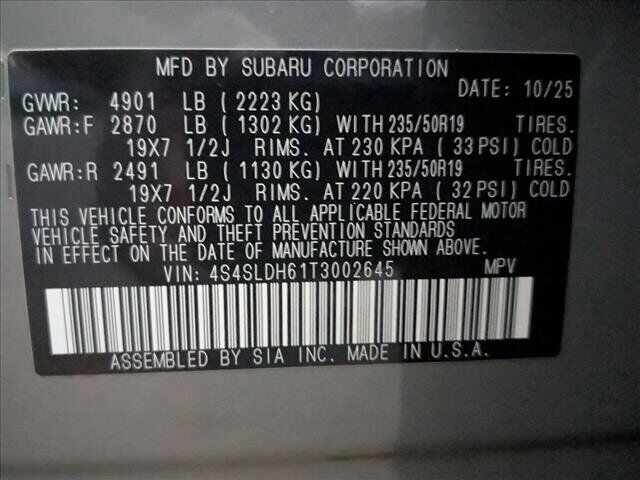 MFD BY SUBARU CORPORATION
DATE: 10/25
GVWR: 4901 LB ( 2223 KG)
GAWR:F 2870 LB ( 1302 KG) WITH 235/50R19 TIRES.
19X7 1/2J RIMS. AT 230 KPA ( 33 PSI) COLD
GAWR:R 2491 LB ( 1130 KG) WITH 235/50R19 TIRES.
19X7 1/2J RIMS. AT 220 KPA ( 32 PSI) COLD
THIS VEHICLE CONFORMS TO ALL APPLICABLE FEDERAL MOTOR
VEHICLE SAFETY AND THEFT PREVENTION STANDARDS
IN EFFECT ON THE DATE OF MANUFACTURE SHOWN ABOVE.
VIN: 4S4SLDH61T3002645 MPV
ASSEMBLED BY SIA INC. MADE IN U.S.A.